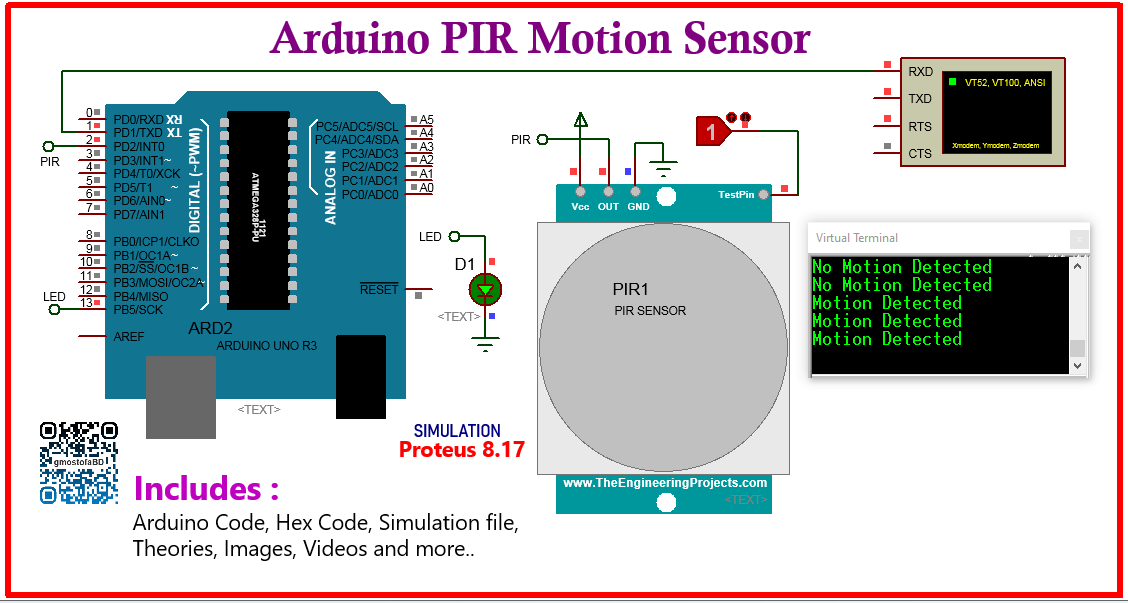 Arduino PIR Motion Sensor
RXD
TXD
RTS
CTS
VT52, VT100, ANSI
Xmodem, Ymodem, Zmodem
0
1
2
3
4
5
6
7
8
9
10
11
12
13
PD0/RXD
PD1/TXD
PD2/INT0
PD3/INT1
PD4/T0/XCK
PD5/T1
PD6/AIN0
PD7/AIN1
PB0/ICP1/CLKO
PB1/OC1A
PB2/SS/OC1B
PB3/MOSI/OC2A
PB4/MISO
PB5/SCK
AREF
RX
TX
~
~
~
~
~
~
DIGITAL (~PWM)
ATMEGA328P-PU
1121
ANALOG IN
PC5/ADC5/SCL
PC4/ADC4/SDA
PC3/ADC3
PC2/ADC2
PC1/ADC1
PC0/ADC0
A5
A4
A3
A2
A1
A0
RESET
PIR
LED
ARD2
ARDUINO UNO R3
<TEXT>
LED
D1
<TEXT>
PIR
1
Vcc
OUT
GND
TestPin
PIR1
PIR SENSOR
www.TheEngineeringProjects.com
<TEXT>
Virtual Terminal
No Motion Detected
No Motion Detected
Motion Detected
Motion Detected
Motion Detected
SIMULATION
Proteus 8.17
gmostofaBD
Includes :
Arduino Code, Hex Code, Simulation file,
Theories, Images, Videos and more..